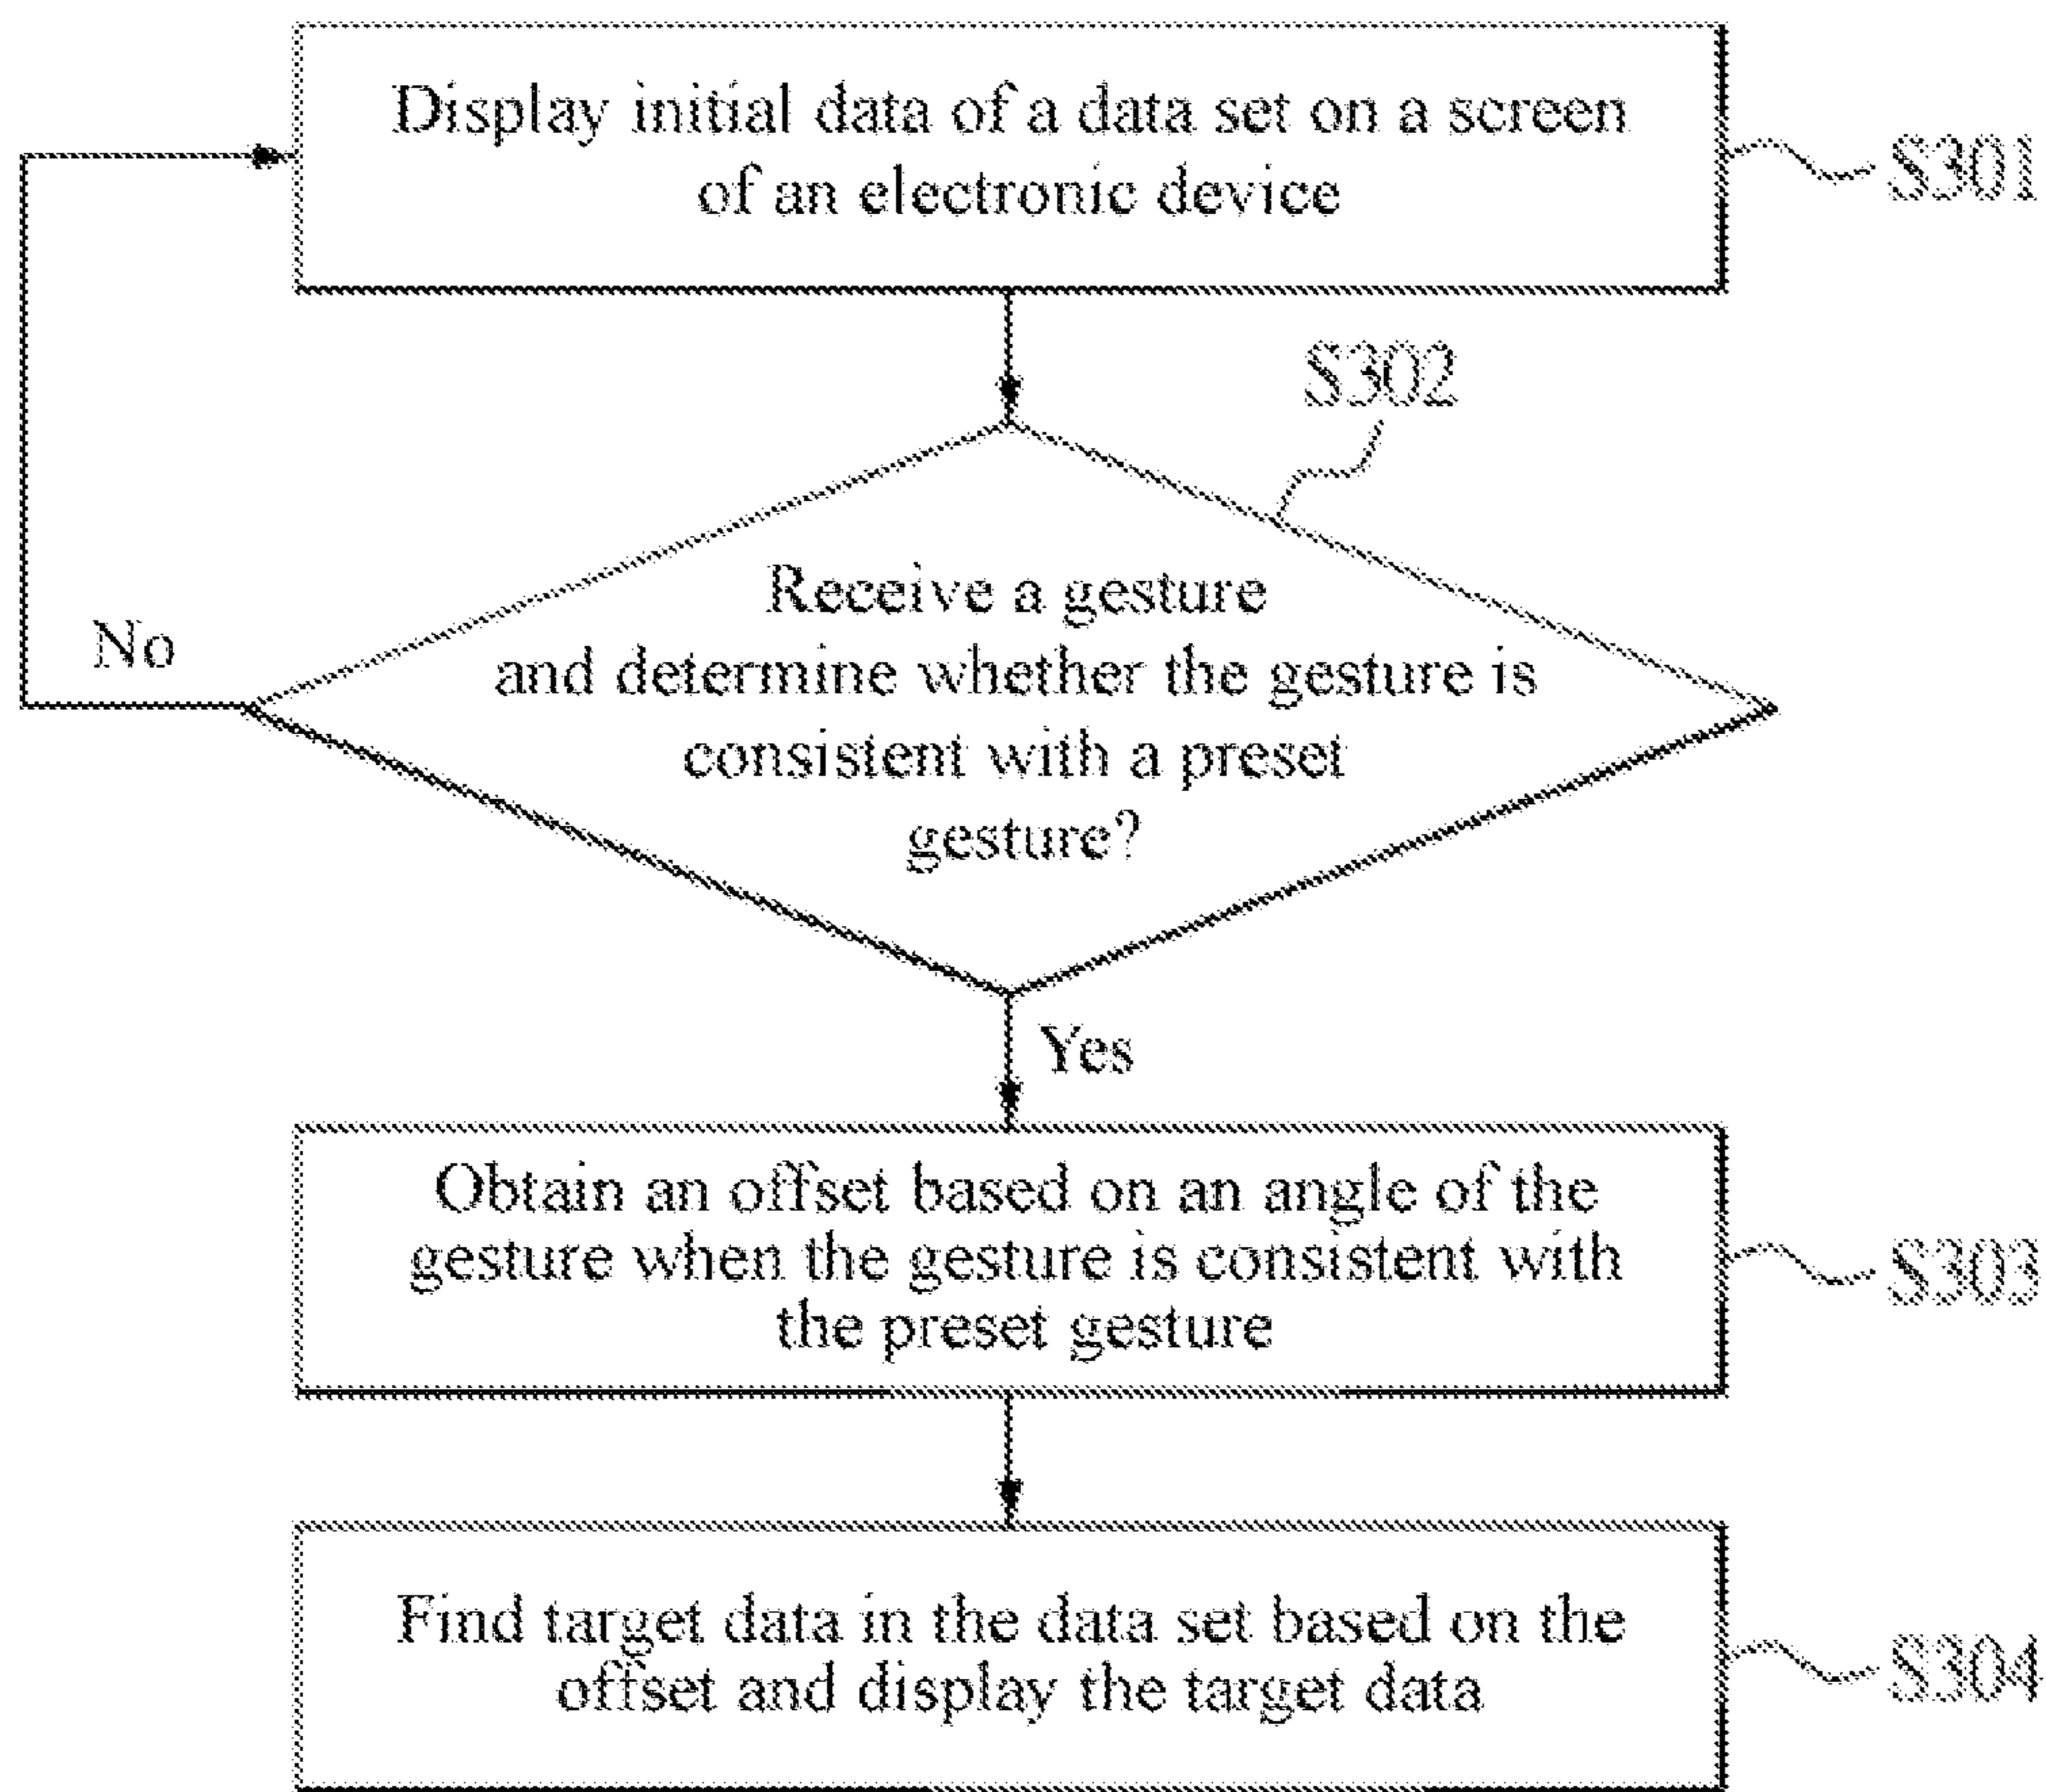 Display initial data of a data set on a screen
of an electronic device
S301
S302
Receive a gesture
and determine whether the gesture is
consistent with a preset
gesture?
No
Yes
Obtain an offset based on an angle of the
gesture when the gesture is consistent with
the preset gesture
S303
Find target data in the data set based on the
offset and display the target data
S304